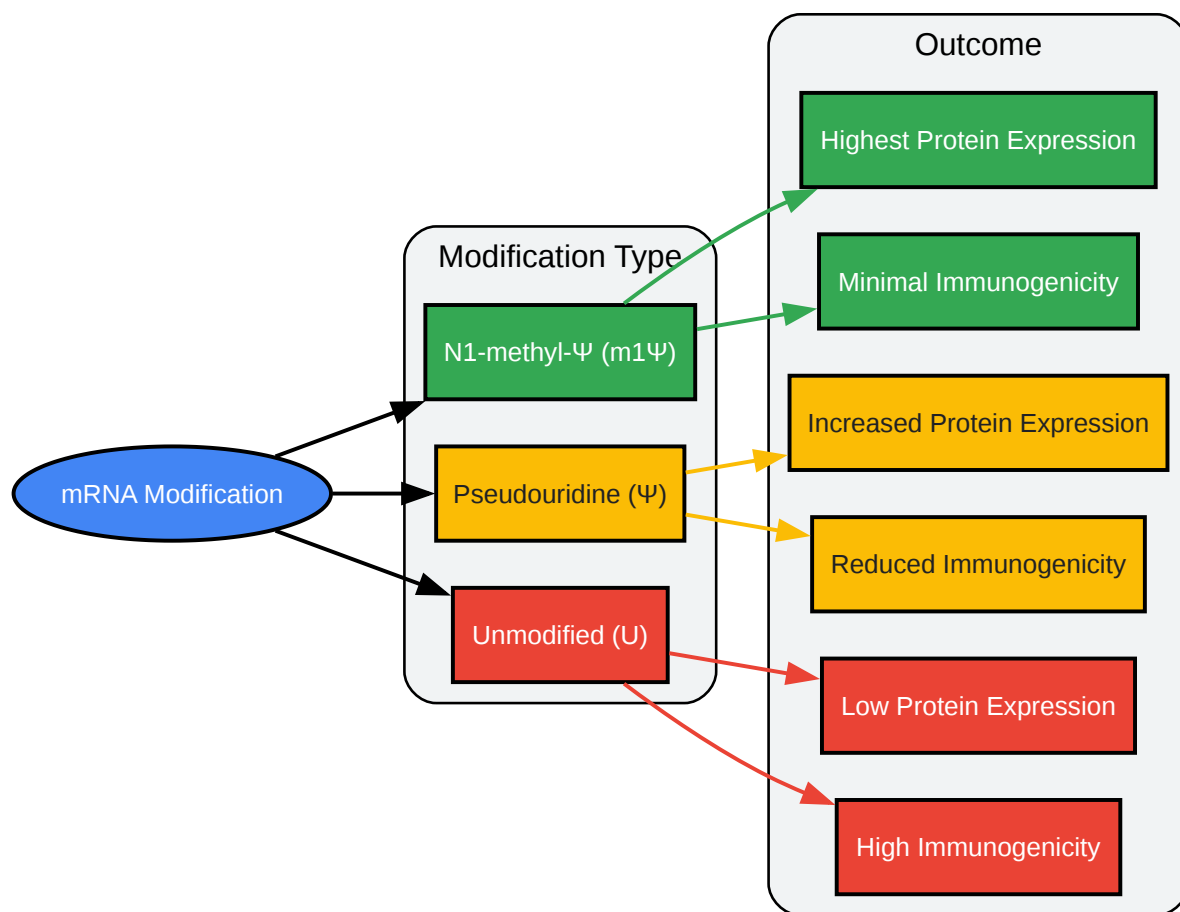 Outcome
Highest Protein Expression
Modification Type
Minimal Immunogenicity
N1-methyl-Ψ (m1Ψ)
Increased Protein Expression
mRNA Modification
Pseudouridine (Ψ)
Reduced Immunogenicity
Unmodified (U)
Low Protein Expression
High Immunogenicity